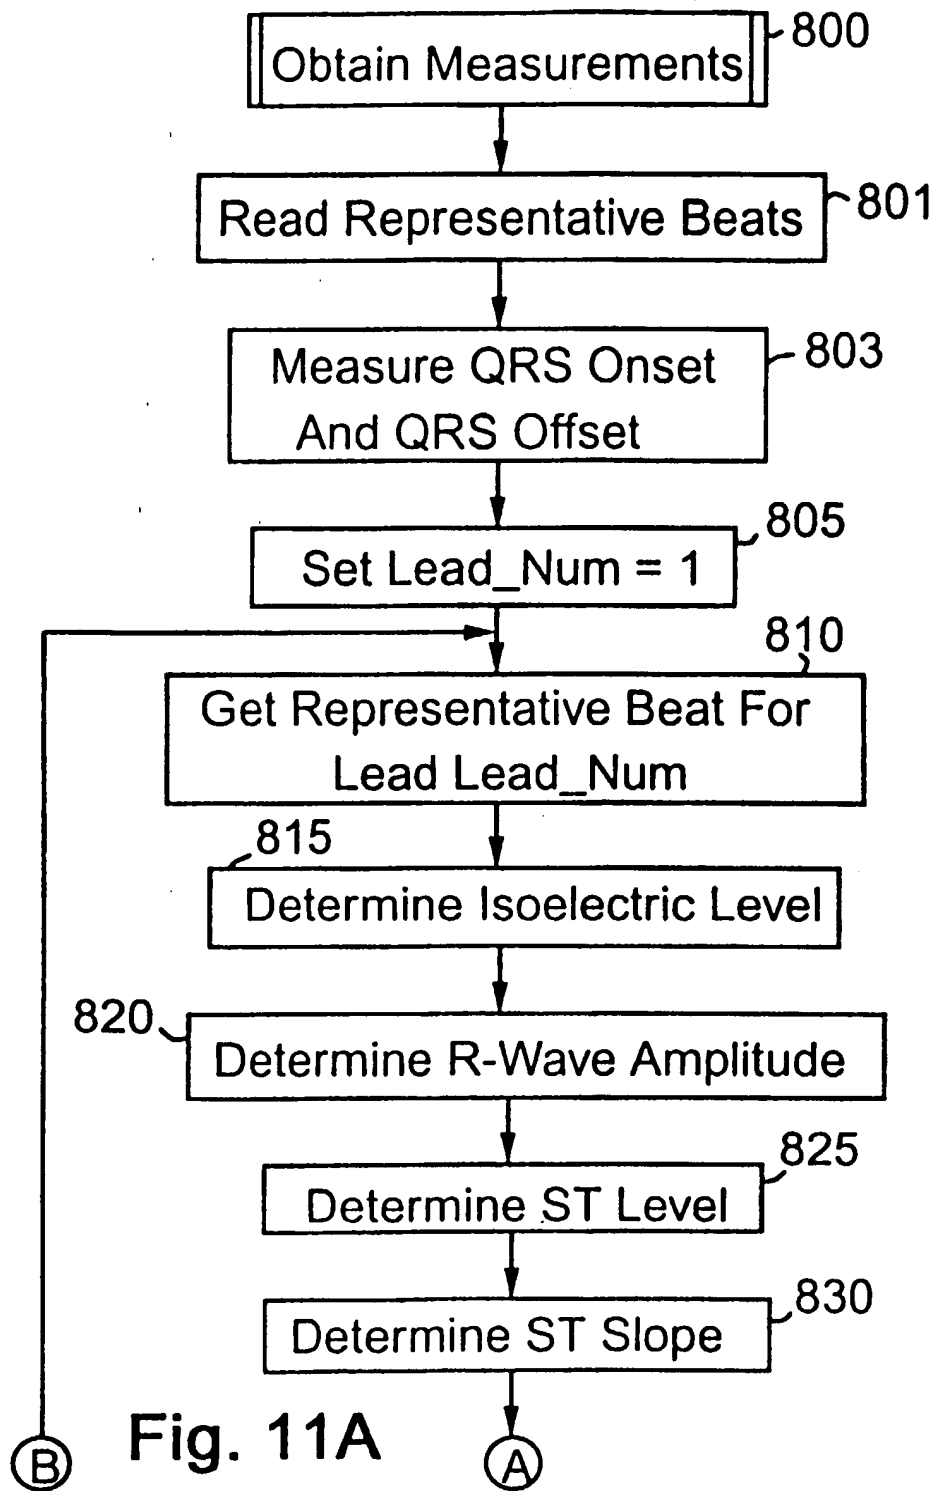 800
Obtain Measurements
Read Representative Beats
801
Measure QRS Onset
And QRS Offset
803
805
Set Lead_Num = 1
810
Get Representative Beat For
Lead Lead_Num
815
Determine Isoelectric Level
820
Determine R-Wave Amplitude
825
Determine ST Level
830
Determine ST Slope
B
Fig. 11A
A